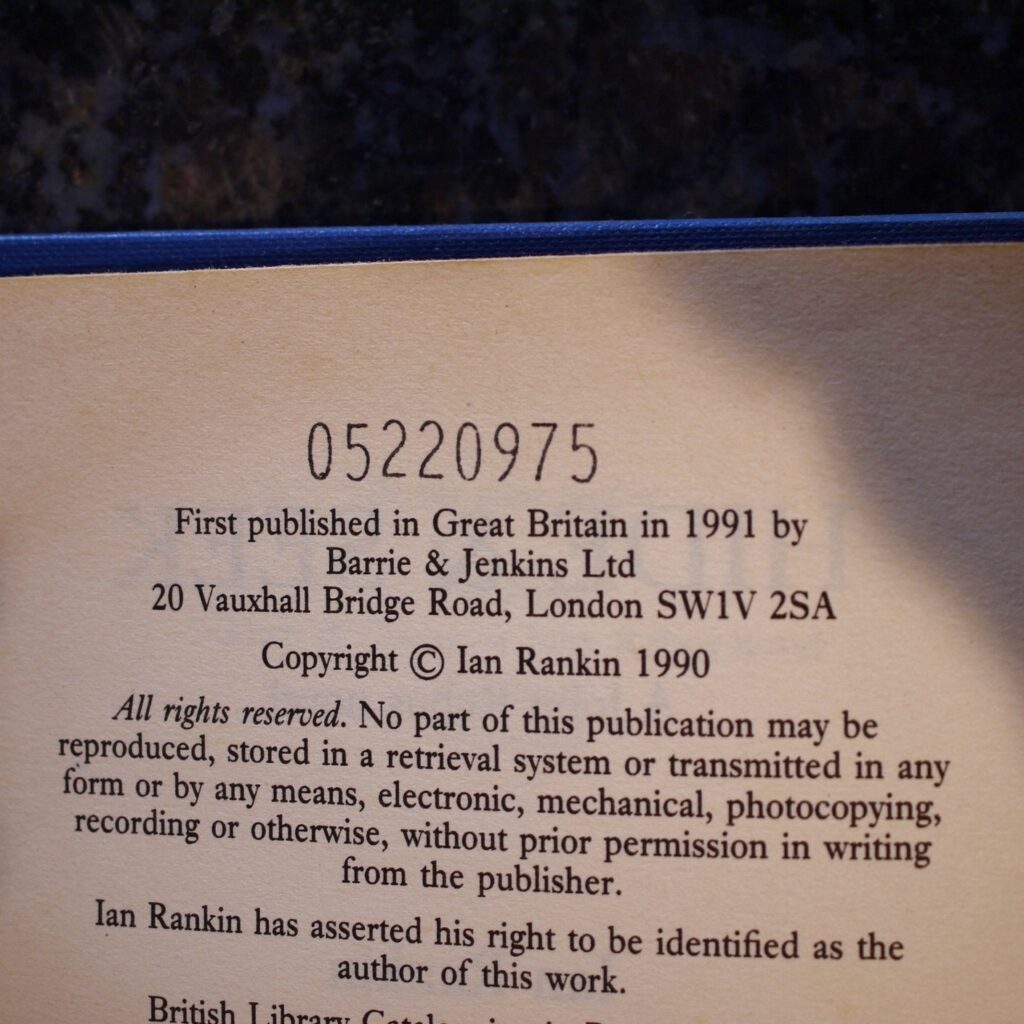 05220975
First published in Great Britain in 1991 by
Barrie & Jenkins Ltd
20 Vauxhall Bridge Road, London SW1V 2SA
Copyright © Ian Rankin 1990
All rights reserved. No part of this publication may be
reproduced, stored in a retrieval system or transmitted in any
form or by any means, electronic, mechanical, photocopying,
recording or otherwise, without prior permission in writing
from the publisher.
Ian Rankin has asserted his right to be identified as the
author of this work.
British Library